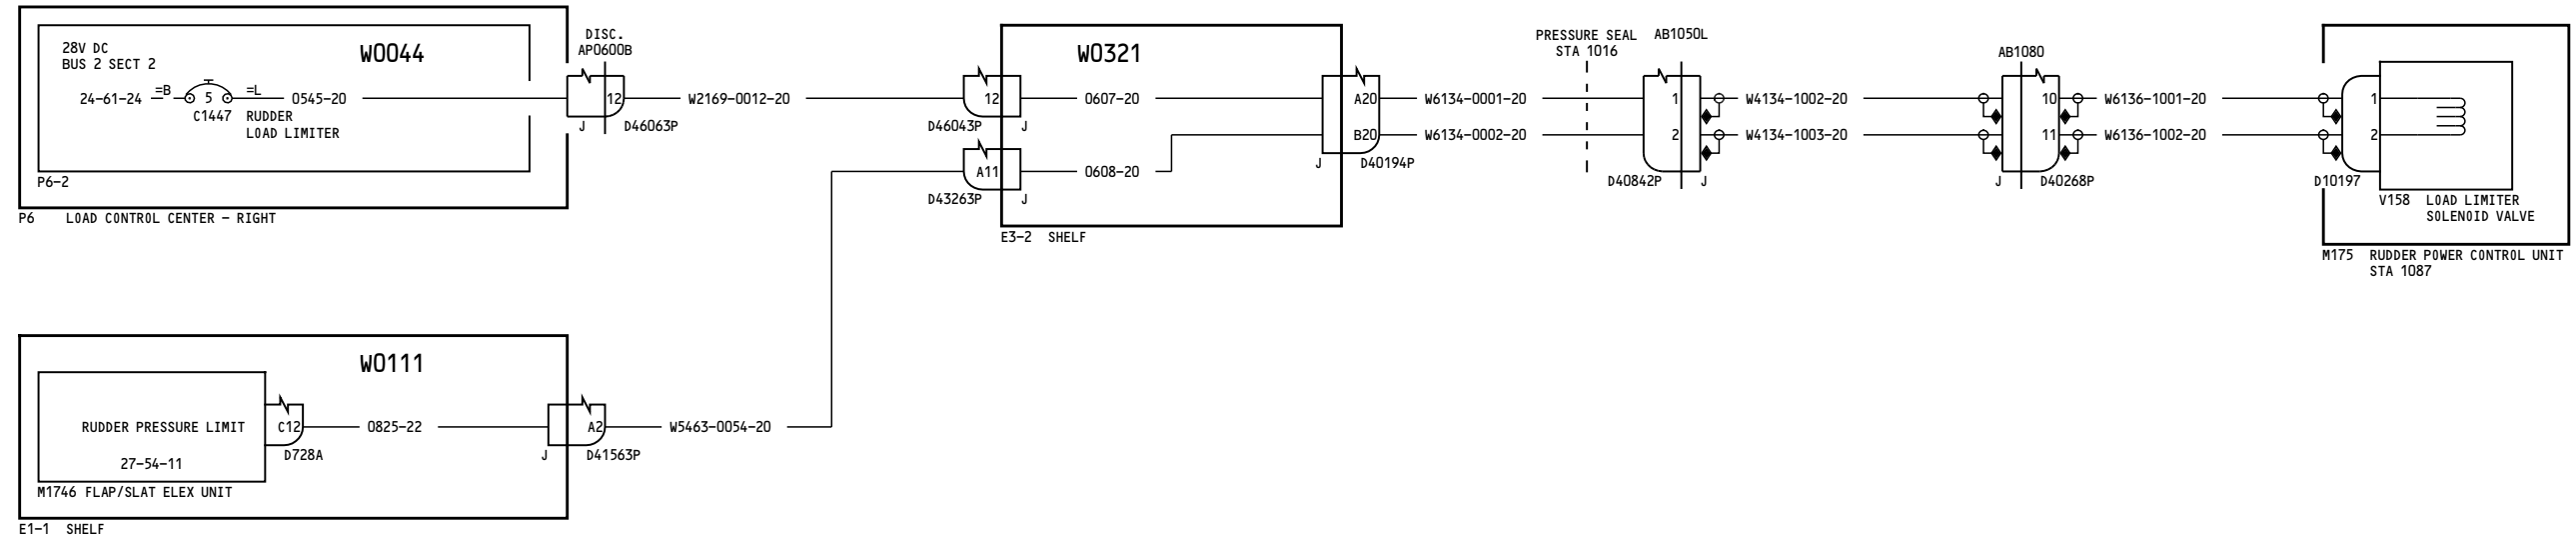 28V DC
BUS 2 SECT 2
W0044
24-61-24
=B
5
=L
0545-20
C1447
RUDDER
LOAD LIMITER
P6-2
P6
LOAD CONTROL CENTER - RIGHT
DISC.
AP0600B
12
J
D46063P
W2169-0012-20
W0321
12
D46043P
J
0607-20
A11
D43263P
J
0608-20
E3-2 SHELF
A20
B20
J
D40194P
W6134-0001-20
W6134-0002-20
PRESSURE SEAL
STA 1016
AB1050L
1
2
D40842P
J
W4134-1002-20
W4134-1003-20
AB1080
10
11
J
D40268P
W6136-1001-20
W6136-1002-20
1
2
D10197
V158 LOAD LIMITER
SOLENOID VALVE
M175 RUDDER POWER CONTROL UNIT
STA 1087
W0111
RUDDER PRESSURE LIMIT
27-54-11
C12
D728A
0825-22
A2
J
D41563P
W5463-0054-20
M1746 FLAP/SLAT ELEX UNIT
E1-1 SHELF